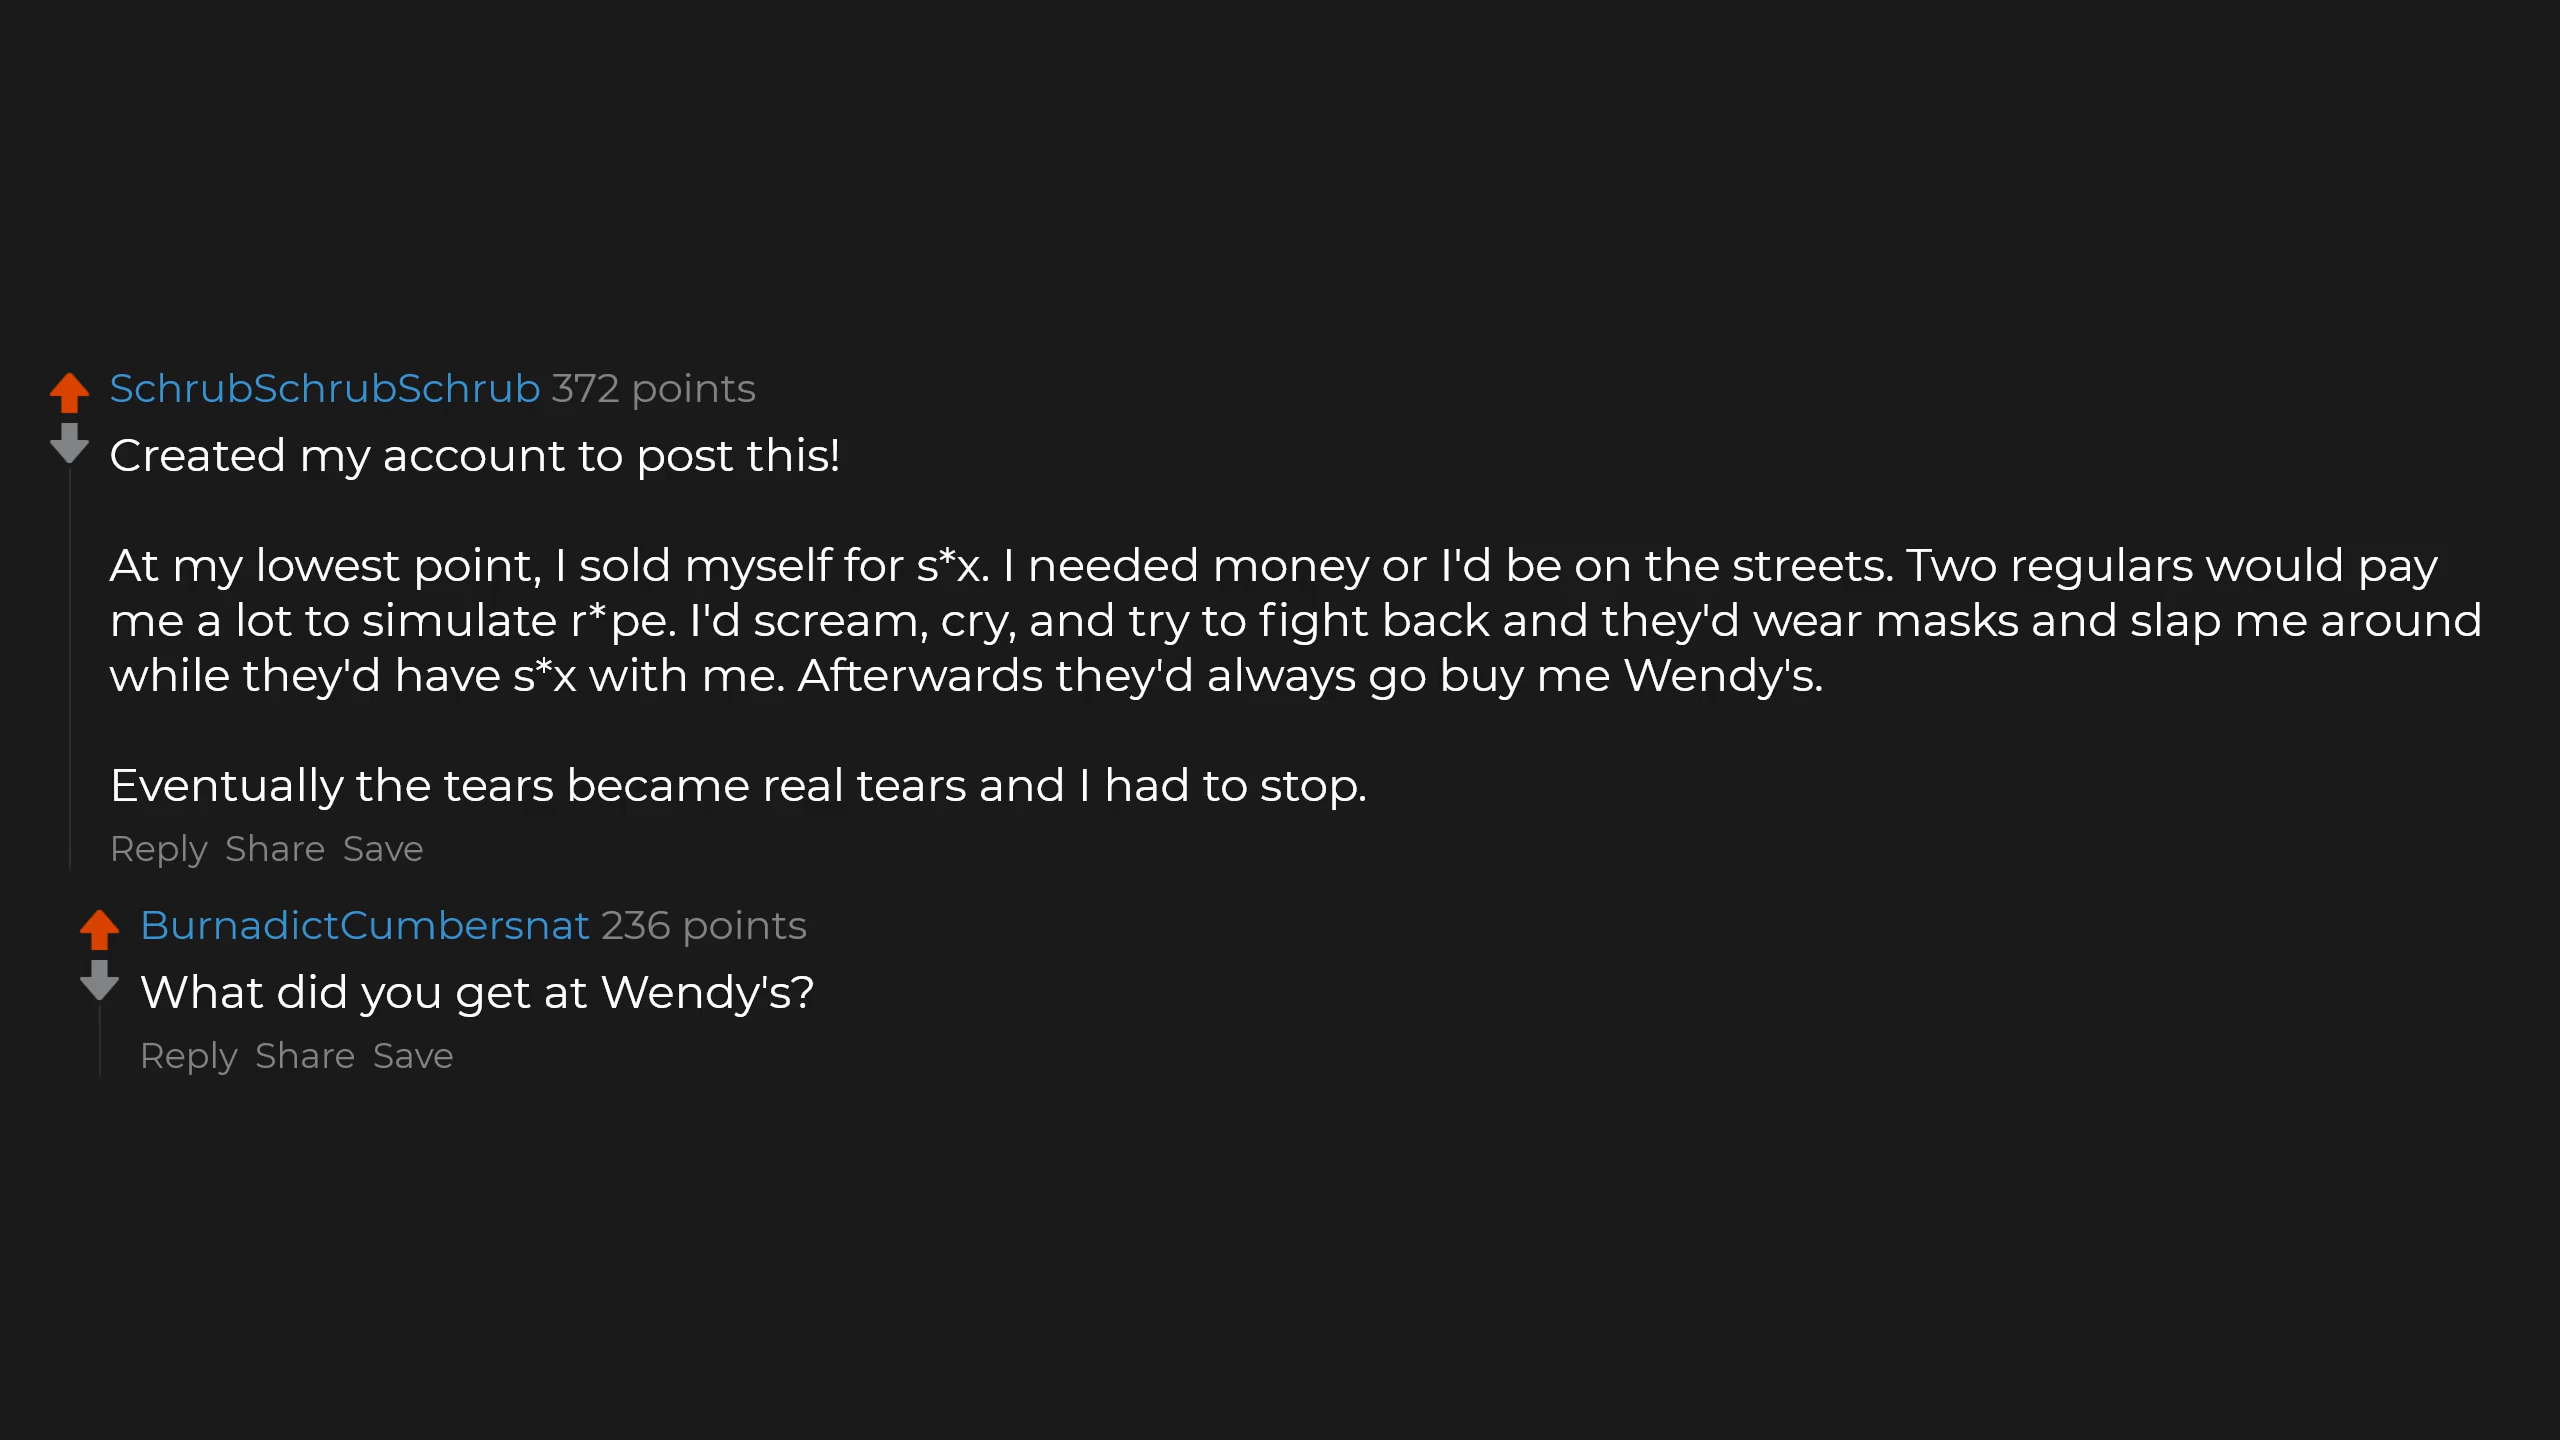 SchrubSchrubSchrub 372 points
Created my account to post this!
At my lowest point, I sold myself for s*x. I needed money or I'd be on the streets. Two regulars would pay
me a lot to simulate r*pe. I'd scream, cry, and try to fight back and they'd wear masks and slap me around
while they'd have s*x with me. Afterwards they'd always go buy me Wendy's.
Eventually the tears became real tears and I had to stop.
Reply Share Save
BurnadictCumbersnat 236 points
What did you get at Wendy's?
Reply Share Save